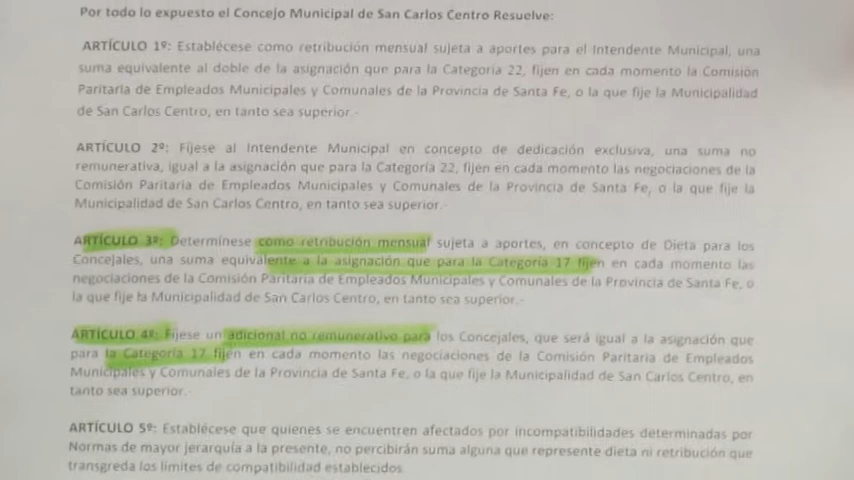 Por todo lo expuesto el Concejo Municipal de San Carlos Centro Resuelve:
ARTÍCULO 1º: Establécese como retribución mensual sujeta a aportes para el Intendente Municipal, una
suma equivalente al doble de la asignación que para la Categoría 22, fijen en cada momento la Comisión
Paritaria de Empleados Municipales y Comunales de la Provincia de Santa Fe, o la que fije la Municipalidad
de San Carlos Centro, en tanto sea superior.-
ARTÍCULO 2º: Fíjese al Intendente Municipal en concepto de dedicación exclusiva, una suma no
remunerativa, igual a la asignación que para la Categoría 22, fijen en cada momento las negociaciones de la
Comisión Paritaria de Empleados Municipales y Comunales de la Provincia de Santa Fe, o la que fije la
Municipalidad de San Carlos Centro, en tanto sea superior.-
ARTÍCULO 3º: Determínese como retribución mensual sujeta a aportes, en concepto de Dieta para los
Concejales, una suma equivalente a la asignación que para la Categoría 17 fijen en cada momento las
negociaciones de la Comisión Paritaria de Empleados Municipales y Comunales de la Provincia de Santa Fe, o
la que fije la Municipalidad de San Carlos Centro, en tanto sea superior.-
ARTÍCULO 4º: Fíjese un adicional no remunerativo para los Concejales, que será igual a la asignación que
para la Categoría 17 fijen en cada momento las negociaciones de la Comisión Paritaria de Empleados
Municipales y Comunales de la Provincia de Santa Fe, o la que fije la Municipalidad de San Carlos Centro, en
tanto sea superior.-
ARTÍCULO 5º: Establécese que quienes se encuentren afectados por incompatibilidades determinadas por
Normas de mayor jerarquía a la presente, no percibirán suma alguna que represente dieta ni retribución que
transgreda los límites de compatibilidad establecidos.